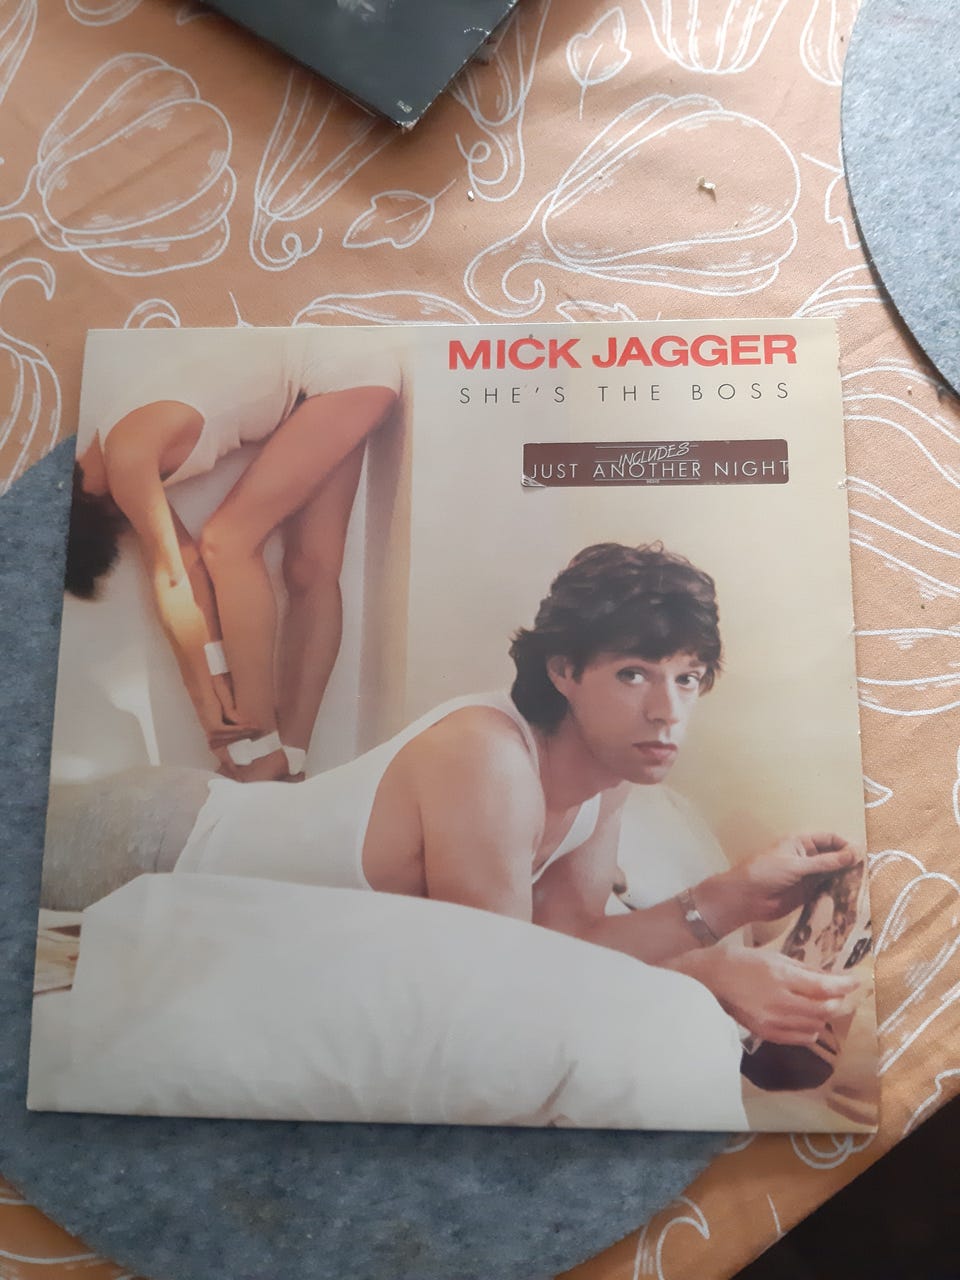 MICK JAGGER
SHE'S THE BOSS
INCLUDES
JUST ANOTHER NIGHT